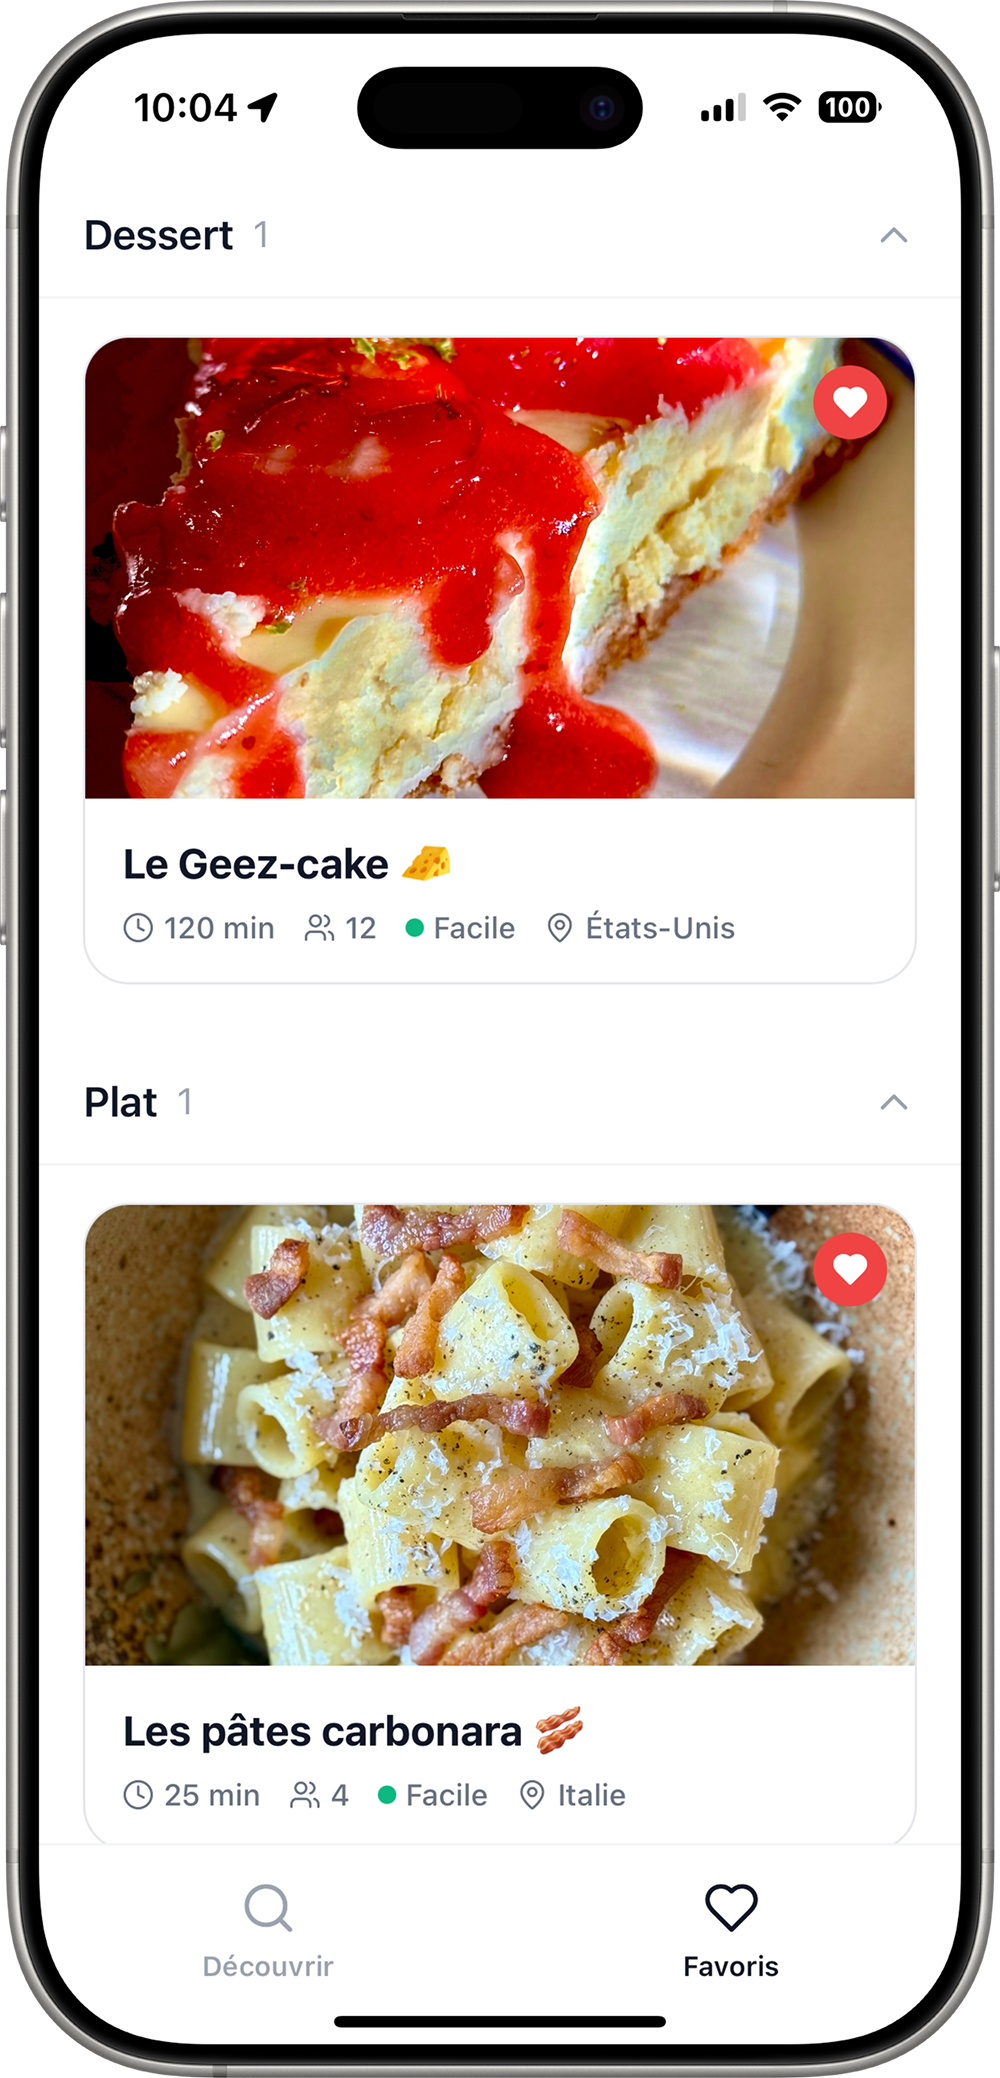 10:04
100
Dessert 1
Le Geez-cake 🧀
120 min 12 Facile États-Unis
Plat 1
Les pâtes carbonara 🥓
25 min 4 Facile Italie
Découvrir Favoris